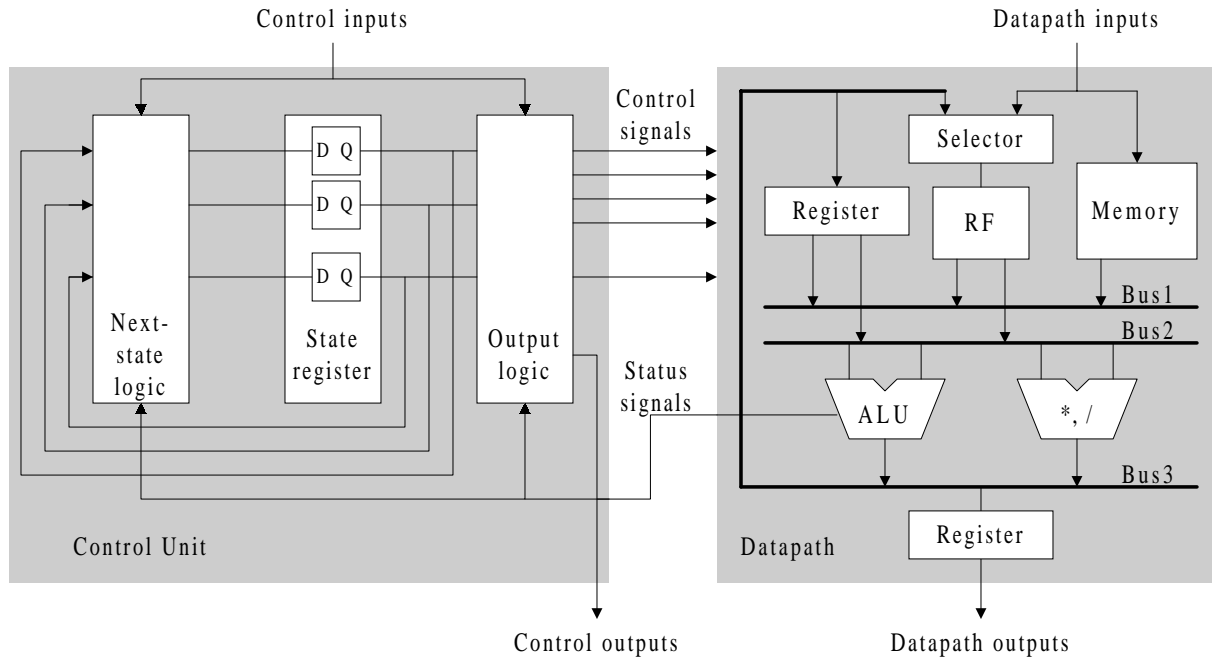 Control inputs
Datapath inputs
Control
signals
Selector
D Q
D Q
D Q
Register
RF
Memory
Bus1
Bus2
Next-
state
logic
State
register
Output
logic
Status
signals
ALU
*, /
Bus3
Register
Control Unit
Datapath
Control outputs
Datapath outputs